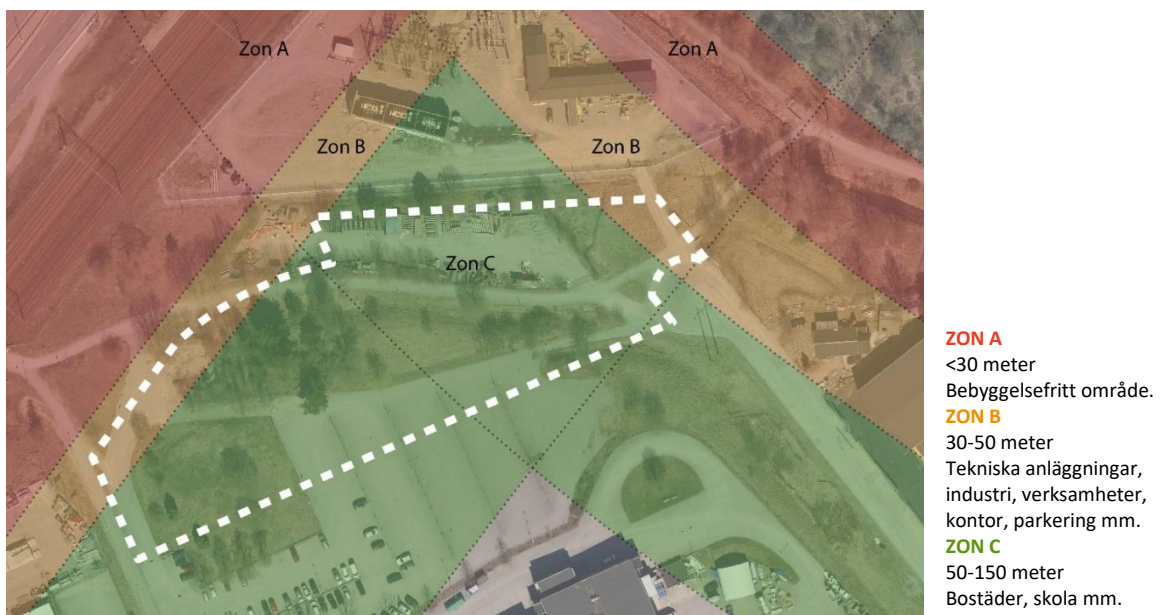 Zon A
Zon A
Zon B
Zon B
Zon C
ZON A
<30 meter
Bebyggelsefritt område.
ZON B
30-50 meter
Tekniska anläggningar,
industri, verksamheter,
kontor, parkering mm.
ZON C
50-150 meter
Bostäder, skola mm.